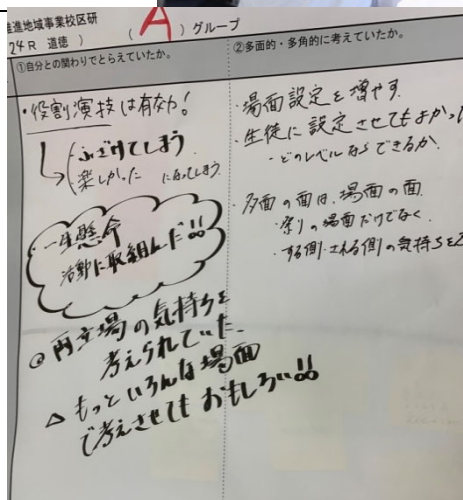 推進地域事業校区研
24R 道徳 ) ( A ) グループ
①自分との関わりでとらえていたか。
・役割演技は有効!
ふざけてしまう
楽しかった になってしまう
・一生懸命
活動に取組んだ!!
◎両立場の気持ちを
考えられていた。
△もっといろんな場面
で考えさせてもおもしろい!!
②多面的・多角的に考えていたか。
・場面設定を増やす
・生徒に設定させてもよかった
・どのレベルならできるか
・多面の面は、場面の面
・祭りの場面だけでなく
・する側・される側の気持ちを